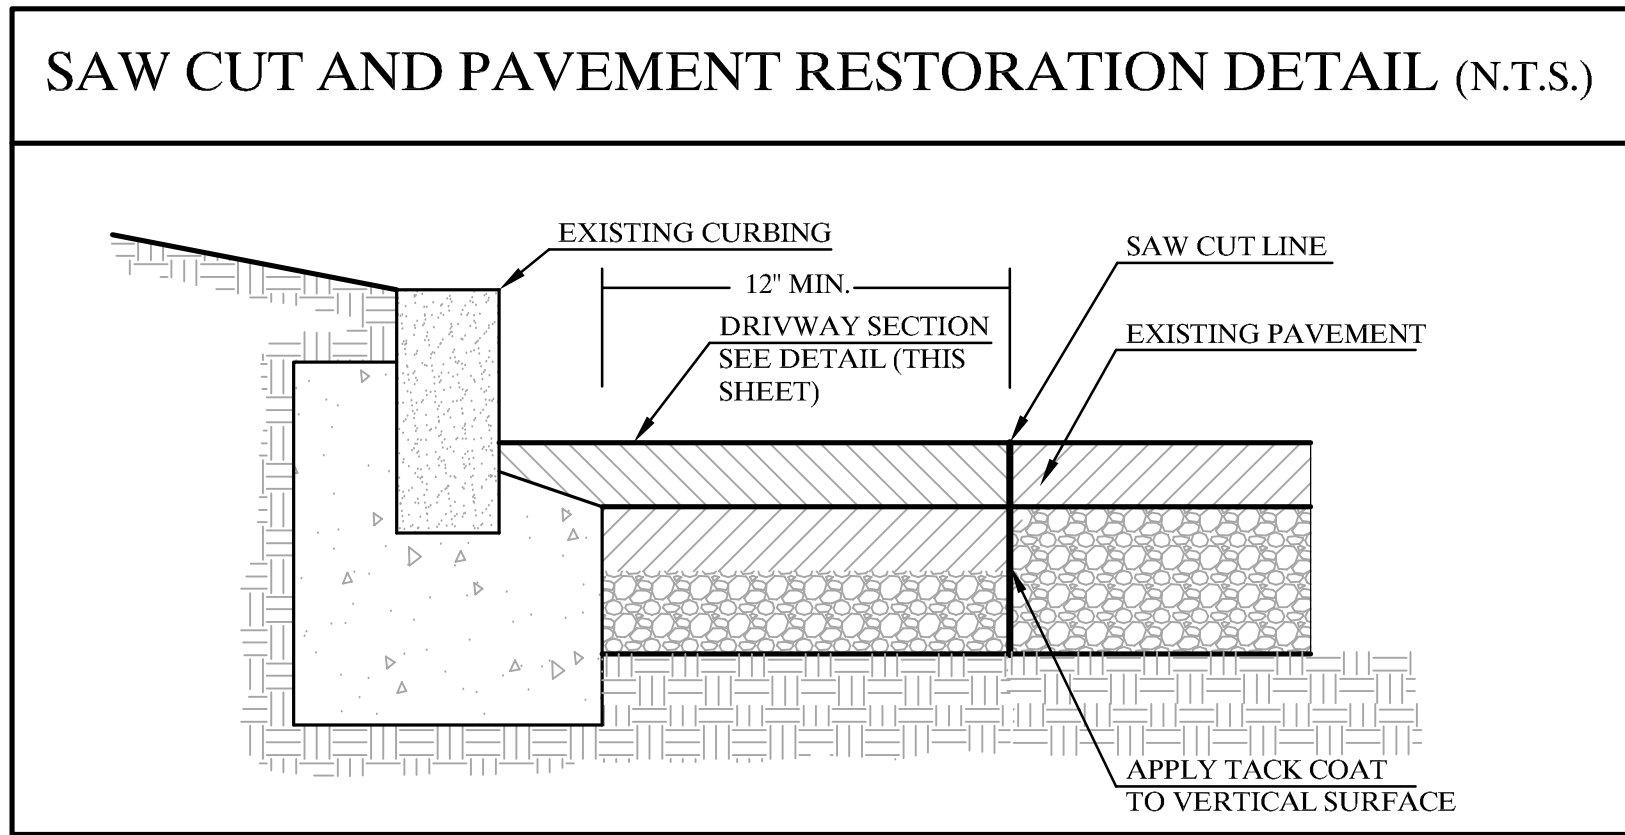 SAW CUT AND PAVEMENT RESTORATION DETAIL (N.T.S.)
EXISTING CURBING
SAW CUT LINE
12" MIN.
DRIVWAY SECTION
SEE DETAIL (THIS
SHEET)
EXISTING PAVEMENT
APPLY TACK COAT
TO VERTICAL SURFACE